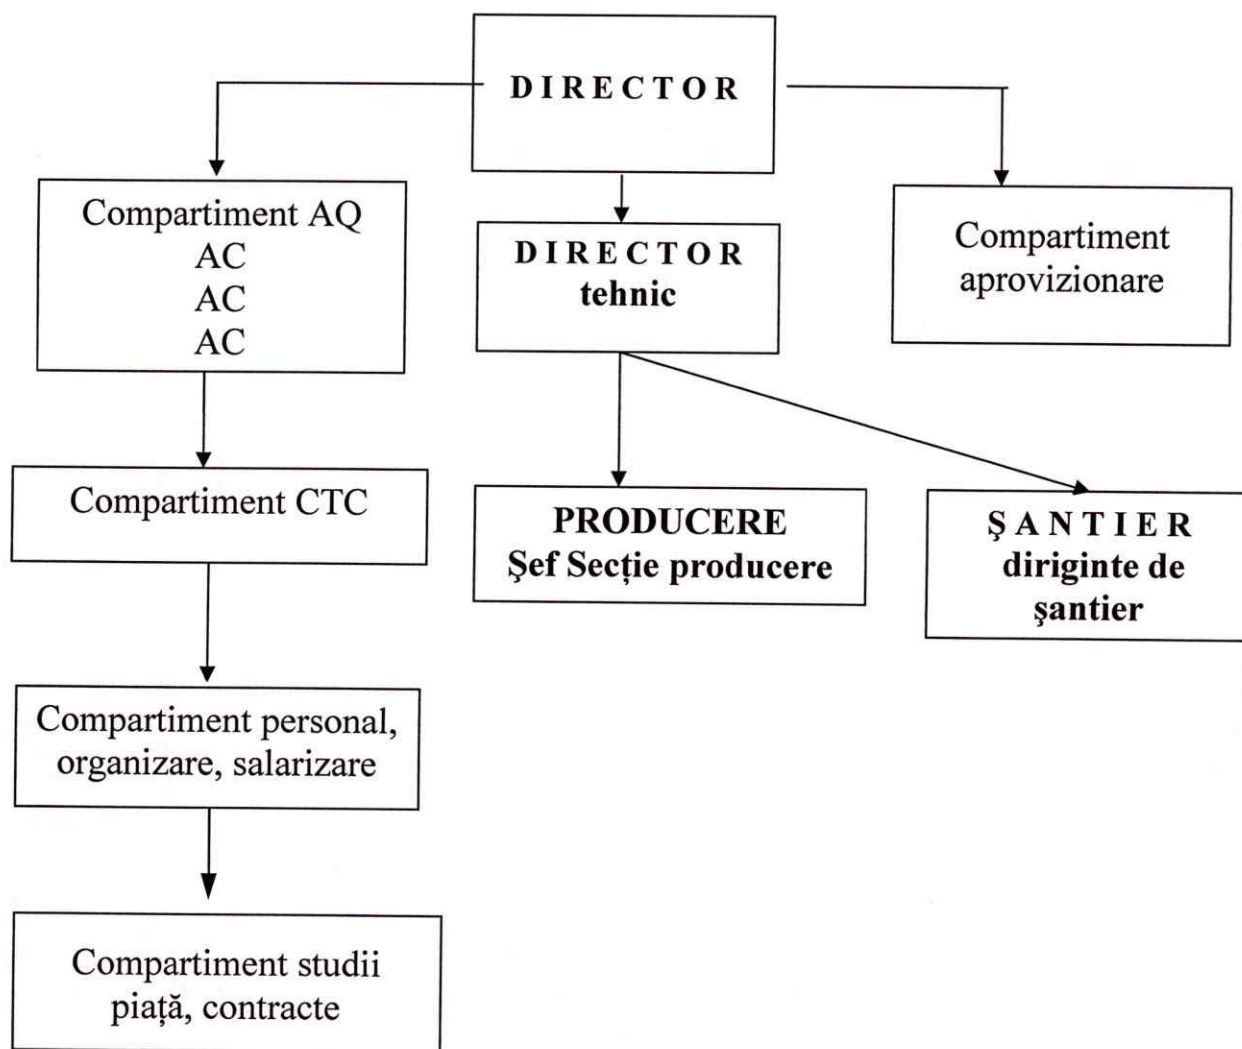 D I R E C T O R
Compartiment AQ
AC
AC
AC
D I R E C T O R
tehnic
Compartiment
aprovizionare
Compartiment CTC
PRODUCERE
Şef Secţie producere
Ş A N T I E R
diriginte de
şantier
Compartiment personal,
organizare, salarizare
Compartiment studii
piaţă, contracte